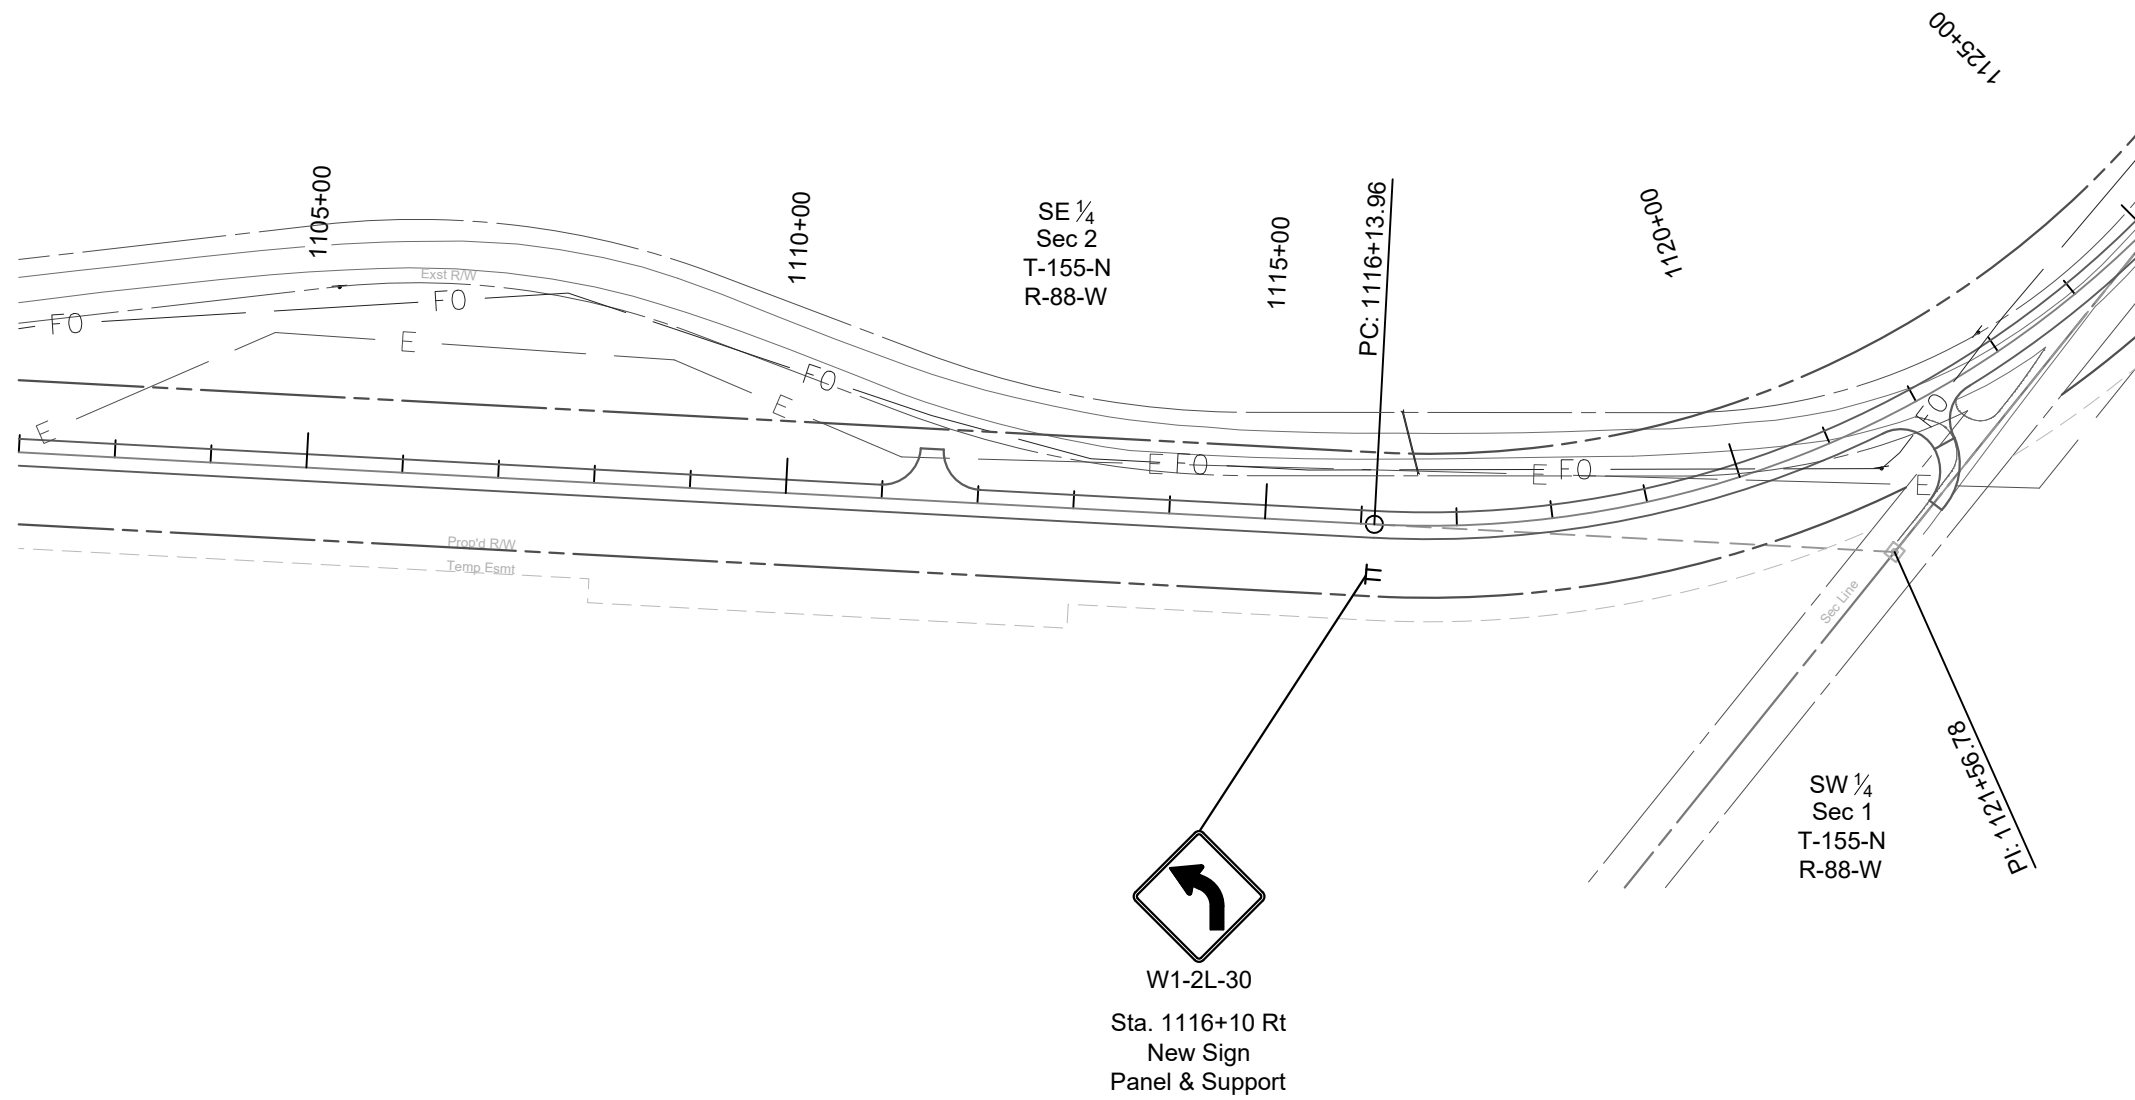 1125+00
1105+00
1110+00
1115+00
PC: 1116+13.96
1120+00
SE ¼
Sec 2
T-155-N
R-88-W
Exst R/W
FO
FO
E
FO
E
E
E FO
E FO
FO
E
Prop'd R/W
Temp Esmt
Sec Line
PI: 1121+56.78
SW ¼
Sec 1
T-155-N
R-88-W
W1-2L-30
Sta. 1116+10 Rt
New Sign
Panel & Support